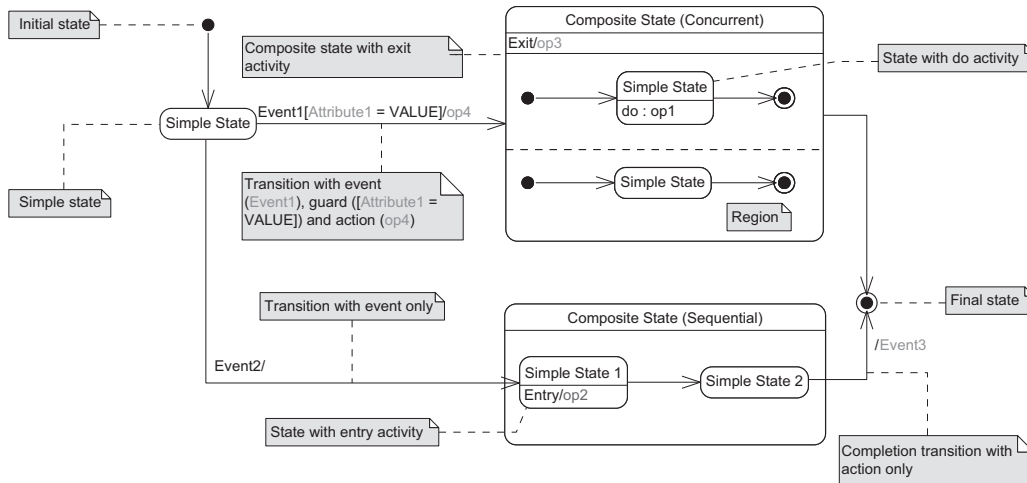 Initial state
Composite State (Concurrent)
Exit/op3
Composite state with exit
activity
State with do activity
Simple State
do : op1
Simple State
Event1[Attribute1 = VALUE]/op4
Simple state
Transition with event
(Event1), guard ([Attribute1 =
VALUE]) and action (op4)
Simple State
Region
Transition with event only
Final state
Composite State (Sequential)
/Event3
Event2/
Simple State 1
Entry/op2
Simple State 2
State with entry activity
Completion transition with
action only